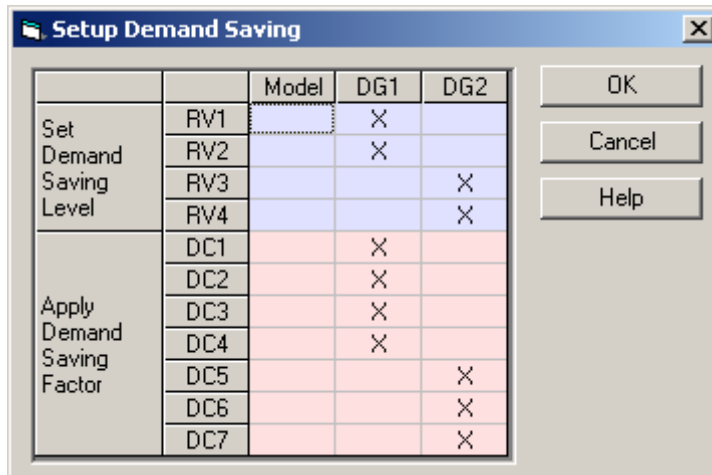 Setup Demand Saving
Model DG1 DG2
Set Demand Saving Level
RV1 X
RV2 X
RV3 X
RV4 X
Apply Demand Saving Factor
DC1 X
DC2 X
DC3 X
DC4 X
DC5 X
DC6 X
DC7 X
OK
Cancel
Help